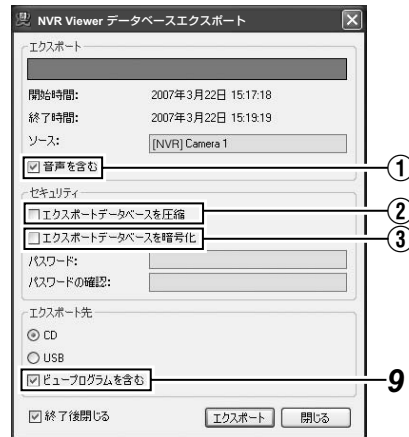 NVR Viewer データベースエクスポート
エクスポート
開始時間: 2007年3月22日 15:17:18
終了時間: 2007年3月22日 15:19:19
ソース: [NVR] Camera 1
音声を含む ①
セキュリティ
エクスポートデータベースを圧縮 ②
エクスポートデータベースを暗号化 ③
パスワード:
パスワードの確認:
エクスポート先
CD
USB
ビュープログラムを含む 9
終了後閉じる エクスポート 閉じる